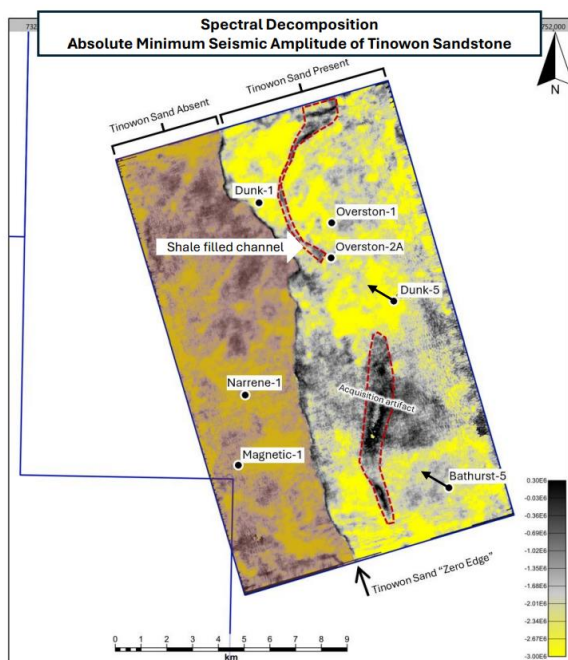 Spectral Decomposition
Absolute Minimum Seismic Amplitude of Tinowon Sandstone
752,000
N
Tinowon Sand Absent
Tinowon Sand Present
Dunk-1
Overston-1
Shale filled channel
Overston-2A
Dunk-5
Narrene-1
Acquisition artifact
Magnetic-1
Bathurst-5
Tinowon Sand “Zero Edge”
0.30E6
-0.03E6
-0.36E6
-0.69E6
-1.02E6
-1.35E6
-1.68E6
-2.01E6
-2.34E6
-2.67E6
-3.00E6
0 1 2 3 4 5 6 7 8 9
km